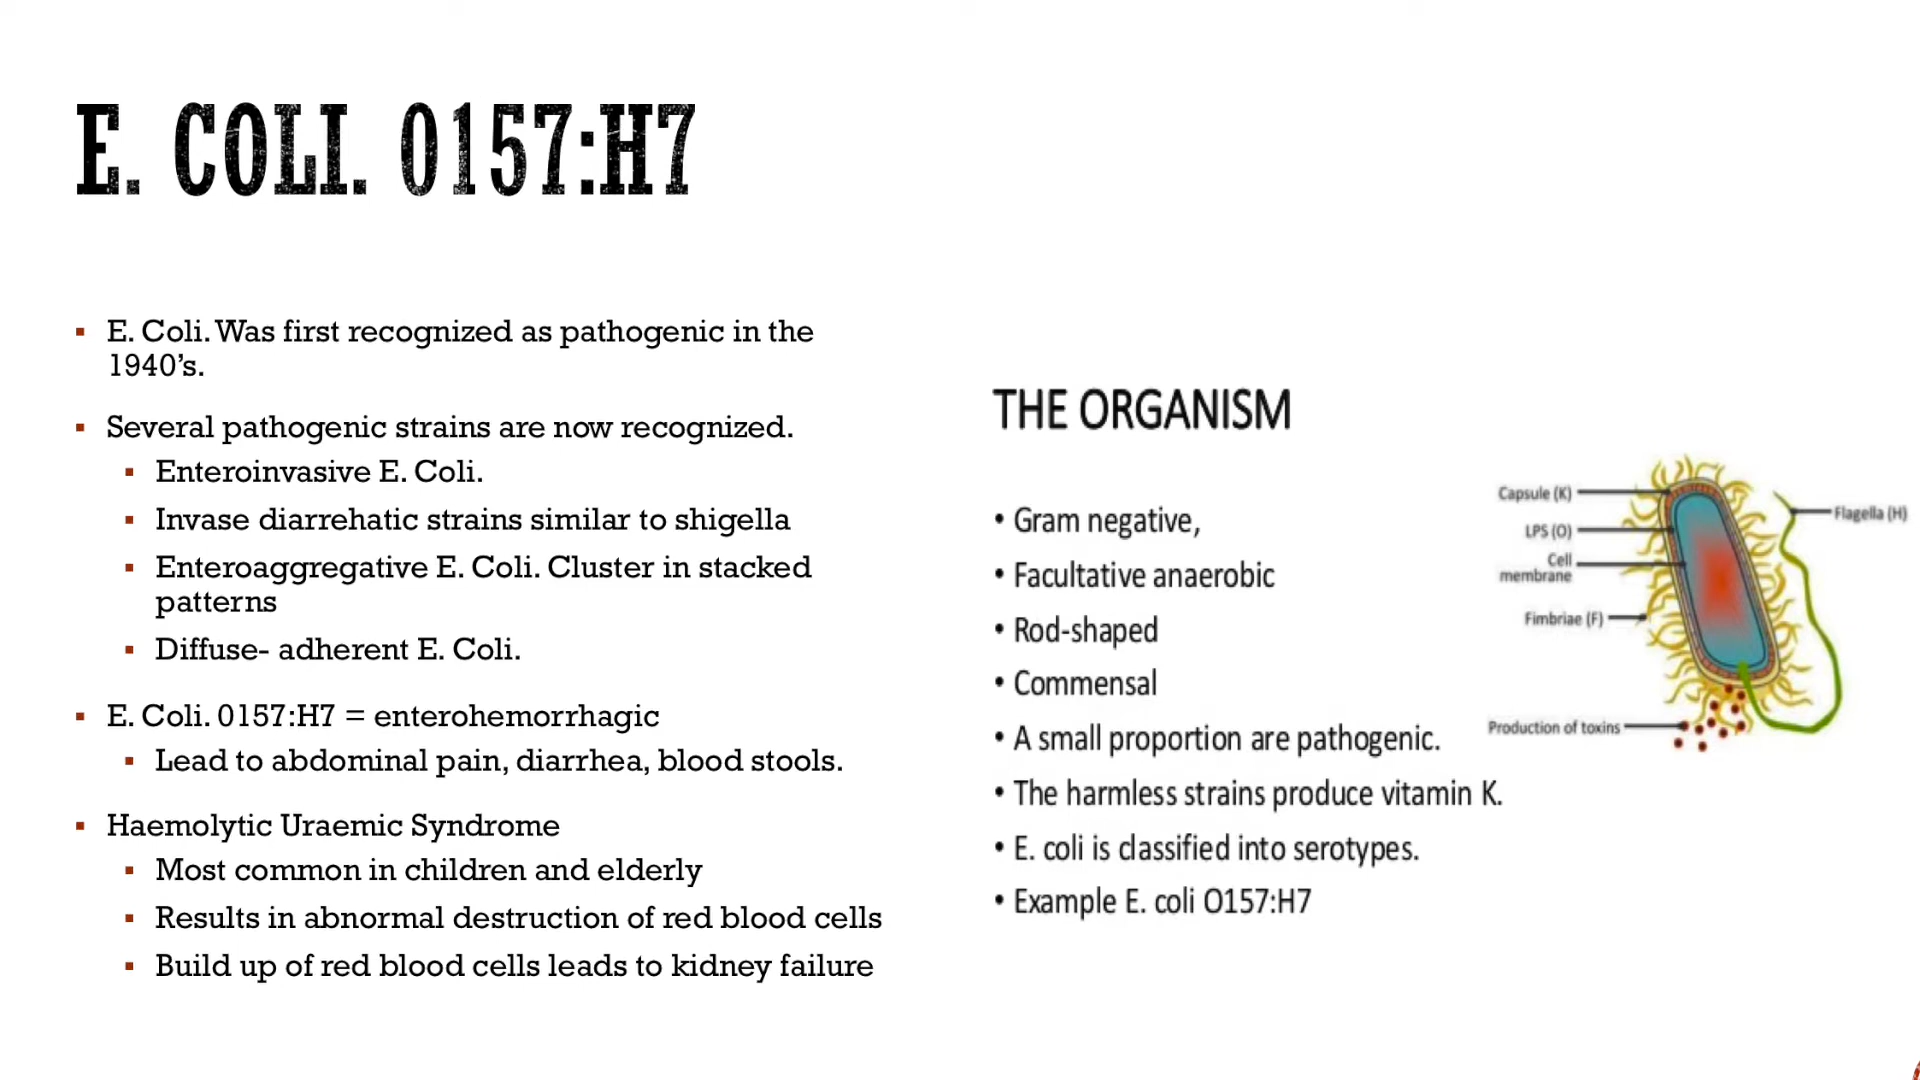 E. COLI. 0157:H7
E. Coli. Was first recognized as pathogenic in the
1940’s.
Several pathogenic strains are now recognized.
Enteroinvasive E. Coli.
Invase diarrehatic strains similar to shigella
Enteroaggregative E. Coli. Cluster in stacked
patterns
Diffuse- adherent E. Coli.
E. Coli. 0157:H7 = enterohemorrhagic
Lead to abdominal pain, diarrhea, blood stools.
Haemolytic Uraemic Syndrome
Most common in children and elderly
Results in abnormal destruction of red blood cells
Build up of red blood cells leads to kidney failure
THE ORGANISM
• Gram negative,
• Facultative anaerobic
• Rod-shaped
• Commensal
• A small proportion are pathogenic.
• The harmless strains produce vitamin K.
• E. coli is classified into serotypes.
• Example E. coli O157:H7
Capsule (K)
LPS (O)
Cell
membrane
Fimbriae (F)
Production of toxins
Flagella (H)